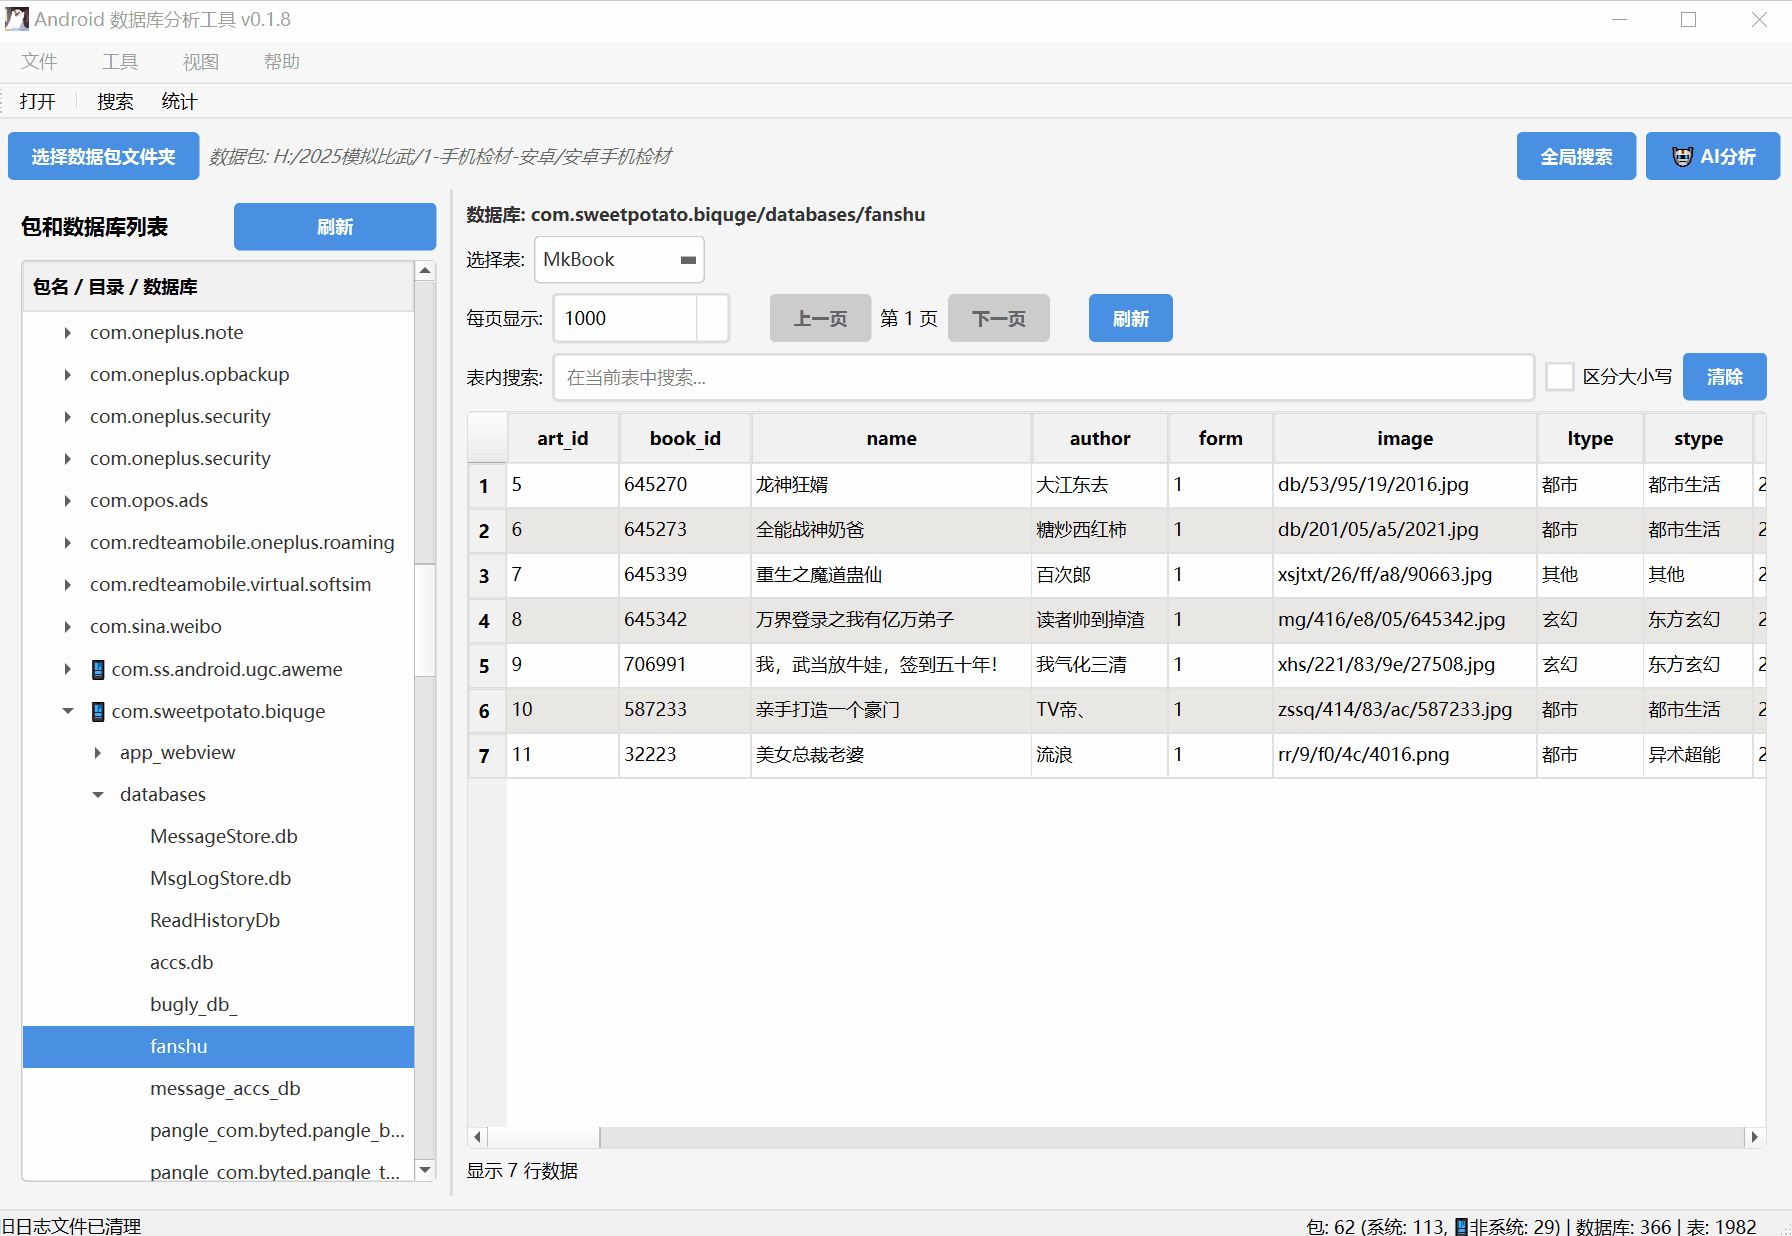 Android 数据库分析工具 v0.1.8
文件 工具 视图 帮助
打开 搜索 统计
选择数据包文件夹 数据包: H:/2025模拟比武/1-手机检材-安卓/安卓手机检材 全局搜索 AI分析
包和数据库列表 刷新
包名 / 目录 / 数据库
com.oneplus.note
com.oneplus.opbackup
com.oneplus.security
com.oneplus.security
com.opos.ads
com.redteamobile.oneplus.roaming
com.redteamobile.virtual.softsim
com.sina.weibo
com.ss.android.ugc.aweme
com.sweetpotato.biquge
app_webview
databases
MessageStore.db
MsgLogStore.db
ReadHistoryDb
accs.db
bugly_db_
fanshu
message_accs_db
pangle_com.byted.pangle_b...
pangle_com.byted.pangle_t...
数据库: com.sweetpotato.biquge/databases/fanshu
选择表: MkBook
每页显示: 1000 上一页 第 1 页 下一页 刷新
表内搜索: 在当前表中搜索... 区分大小写 清除
art_id book_id name author form image ltype stype
1 5 645270 龙神狂婿 大江东去 1 db/53/95/19/2016.jpg 都市 都市生活 2
2 6 645273 全能战神奶爸 糖炒西红柿 1 db/201/05/a5/2021.jpg 都市 都市生活 2
3 7 645339 重生之魔道蛊仙 百次郎 1 xsjtxt/26/ff/a8/90663.jpg 其他 其他 2
4 8 645342 万界登录之我有亿万弟子 读者帅到掉渣 1 mg/416/e8/05/645342.jpg 玄幻 东方玄幻 2
5 9 706991 我，武当放牛娃，签到五十年！ 我气化三清 1 xhs/221/83/9e/27508.jpg 玄幻 东方玄幻 2
6 10 587233 亲手打造一个豪门 TV帝、 1 zssq/414/83/ac/587233.jpg 都市 都市生活 2
7 11 32223 美女总裁老婆 流浪 1 rr/9/f0/4c/4016.png 都市 异术超能 2
显示 7 行数据
旧日志文件已清理 包: 62 (系统: 113, 非系统: 29) | 数据库: 366 | 表: 1982